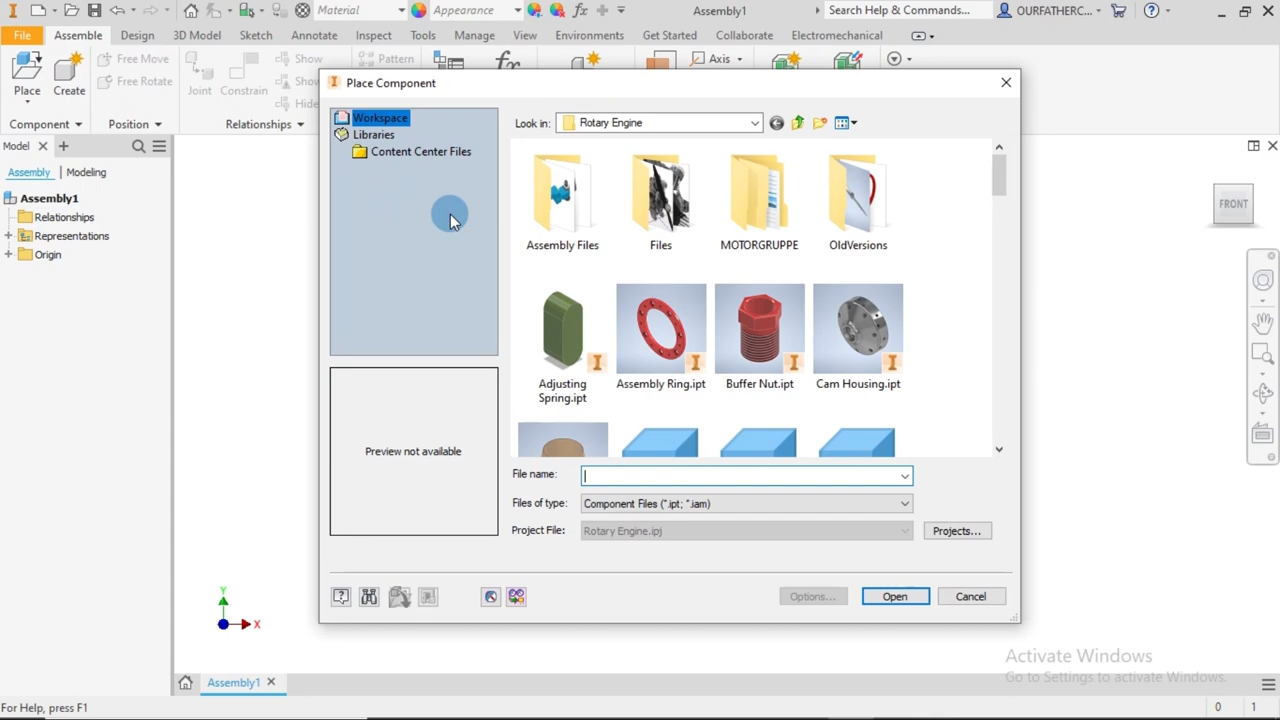 Material
Appearance
Assembly1
Search Help & Commands...
OURFATHERC...
File
Assemble
Design
3D Model
Sketch
Annotate
Inspect
Tools
View
Environments
Get Started
Collaborate
Electromechanical
Place
Create
Free Move
Free Rotate
Joint
Constrain
Show
Hide
Pattern
Axis
Component
Position
Relationships
Model
Assembly
Modeling
Assembly1
Relationships
Representations
Origin
Place Component
Workspace
Libraries
Content Center Files
Look in:
Rotary Engine
Assembly Files
Files
MOTORGRUPPE
OldVersions
Adjusting
Spring.ipt
Assembly Ring.ipt
Buffer Nut.ipt
Cam Housing.ipt
Preview not available
File name:
Files of type:
Component Files (*.ipt; *.iam)
Project File:
Rotary Engine.ipj
Projects...
Options...
Open
Cancel
FRONT
Y
X
Activate Windows
Go to Settings to activate Windows.
Assembly1
For Help, press F1
0
1